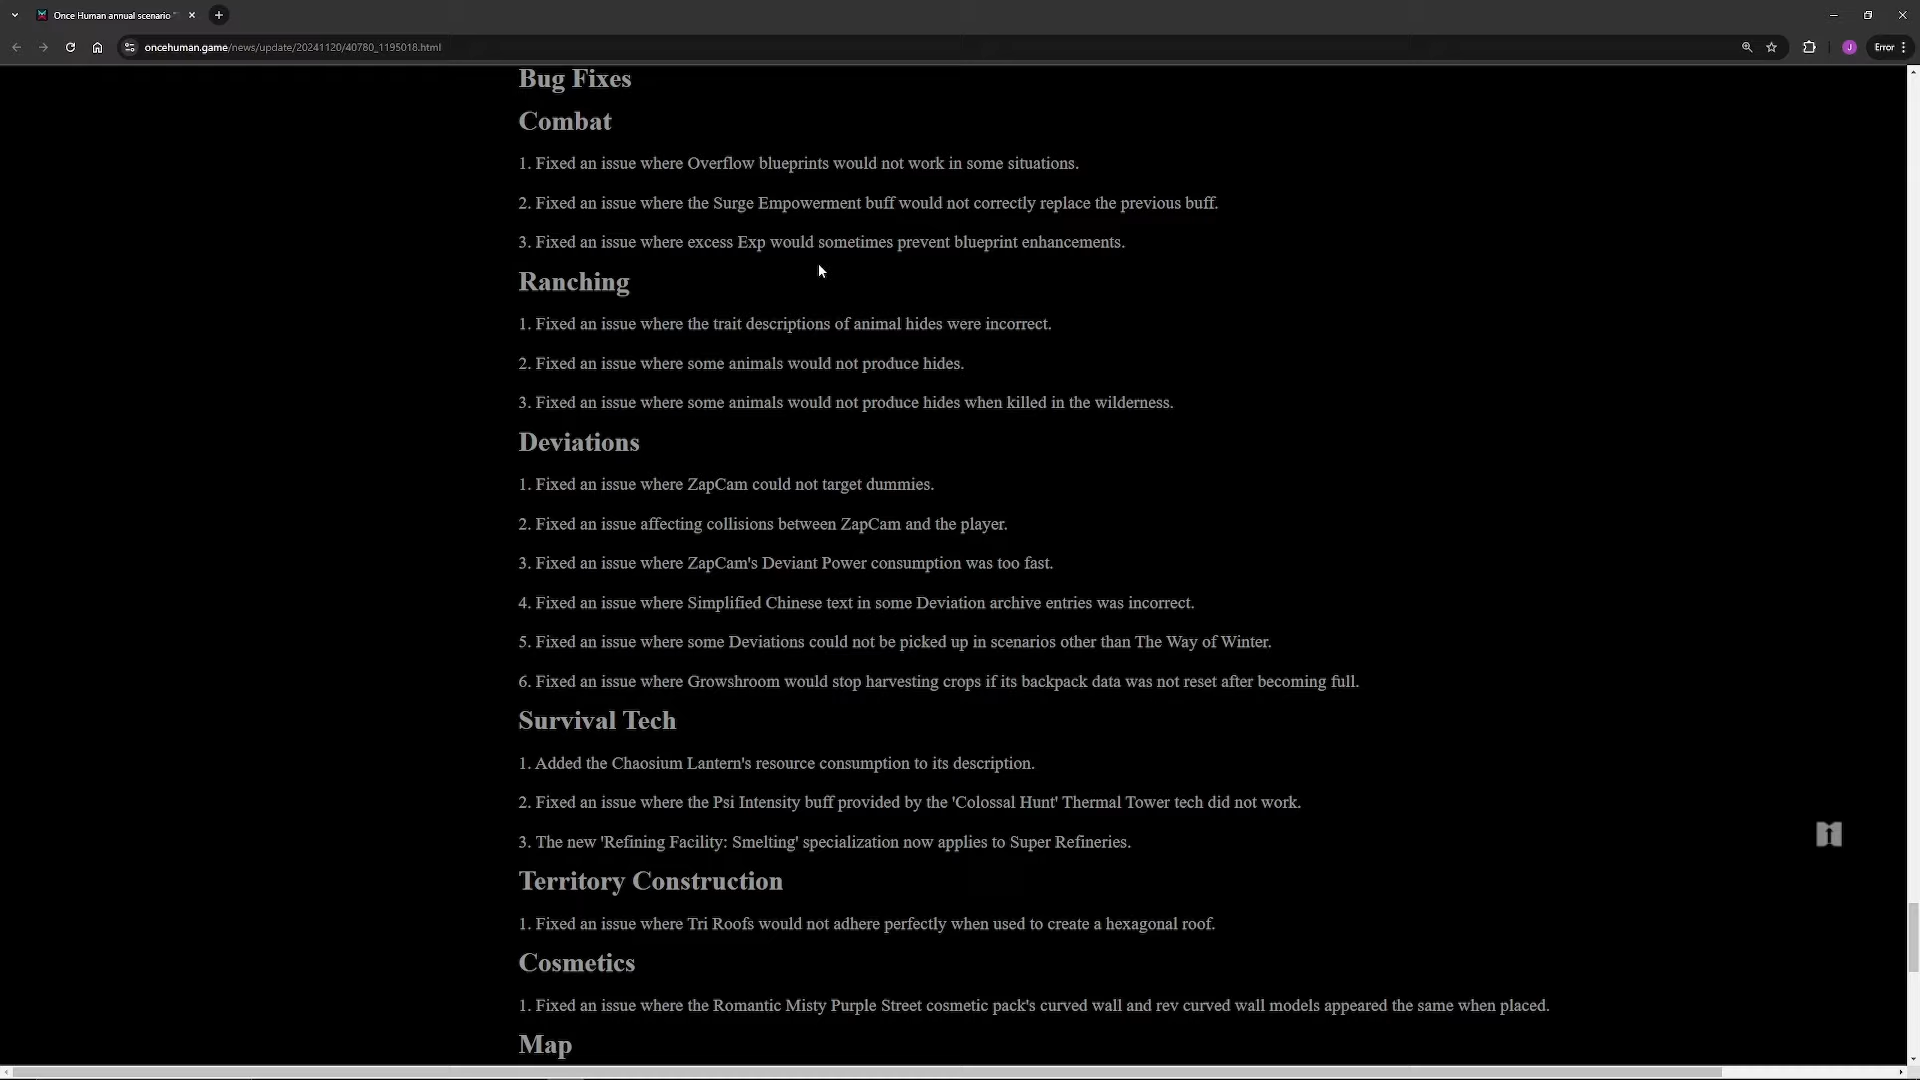 Once Human annual scenario
oncehuman.game/news/update/20241120/40780_1195018.html
J
Error
Bug Fixes
Combat
1. Fixed an issue where Overflow blueprints would not work in some situations.
2. Fixed an issue where the Surge Empowerment buff would not correctly replace the previous buff.
3. Fixed an issue where excess Exp would sometimes prevent blueprint enhancements.
Ranching
1. Fixed an issue where the trait descriptions of animal hides were incorrect.
2. Fixed an issue where some animals would not produce hides.
3. Fixed an issue where some animals would not produce hides when killed in the wilderness.
Deviations
1. Fixed an issue where ZapCam could not target dummies.
2. Fixed an issue affecting collisions between ZapCam and the player.
3. Fixed an issue where ZapCam's Deviant Power consumption was too fast.
4. Fixed an issue where Simplified Chinese text in some Deviation archive entries was incorrect.
5. Fixed an issue where some Deviations could not be picked up in scenarios other than The Way of Winter.
6. Fixed an issue where Growshroom would stop harvesting crops if its backpack data was not reset after becoming full.
Survival Tech
1. Added the Chaosium Lantern's resource consumption to its description.
2. Fixed an issue where the Psi Intensity buff provided by the 'Colossal Hunt' Thermal Tower tech did not work.
3. The new 'Refining Facility: Smelting' specialization now applies to Super Refineries.
Territory Construction
1. Fixed an issue where Tri Roofs would not adhere perfectly when used to create a hexagonal roof.
Cosmetics
1. Fixed an issue where the Romantic Misty Purple Street cosmetic pack's curved wall and rev curved wall models appeared the same when placed.
Map